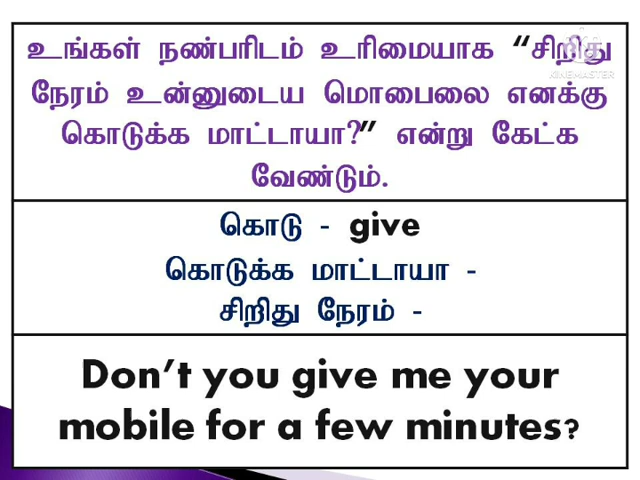 உங்கள் நண்பரிடம் உரிமையாக “சிறிது
நேரம் உன்னுடைய மொபைலை எனக்கு
கொடுக்க மாட்டாயா?” என்று கேட்க
வேண்டும்.
கொடு - give
கொடுக்க மாட்டாயா -
சிறிது நேரம் -
Don’t you give me your
mobile for a few minutes?
KINEMASTER